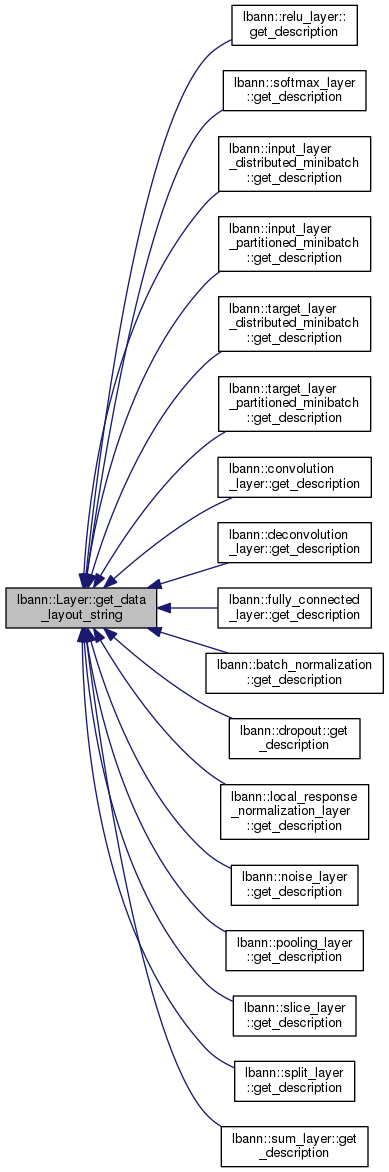 lbann::relu_layer::
get_description
lbann::softmax_layer
::get_description
lbann::input_layer
_distributed_minibatch
::get_description
lbann::input_layer
_partitioned_minibatch
::get_description
lbann::target_layer
_distributed_minibatch
::get_description
lbann::target_layer
_partitioned_minibatch
::get_description
lbann::convolution
_layer::get_description
lbann::deconvolution
_layer::get_description
lbann::Layer::get_data
_layout_string
lbann::fully_connected
_layer::get_description
lbann::batch_normalization
::get_description
lbann::dropout::get
_description
lbann::local_response
_normalization_layer
::get_description
lbann::noise_layer
::get_description
lbann::pooling_layer
::get_description
lbann::slice_layer
::get_description
lbann::split_layer
::get_description
lbann::sum_layer::get
_description